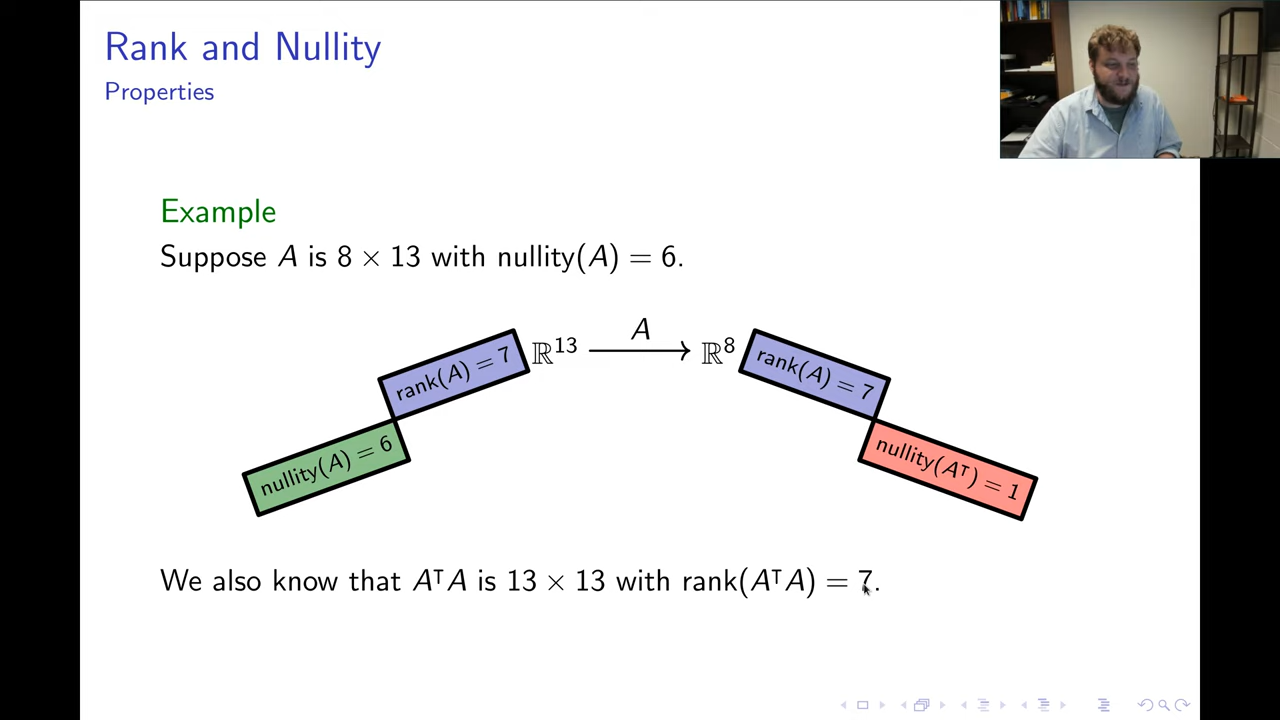 Rank and Nullity
Properties
Example
Suppose A is 8 × 13 with nullity(A) = 6.
A
rank(A) = 7 ℝ¹³ ℝ⁸ rank(A) = 7
nullity(A) = 6 nullity(Aᵀ) = 1
We also know that AᵀA is 13 × 13 with rank(AᵀA) = 7.